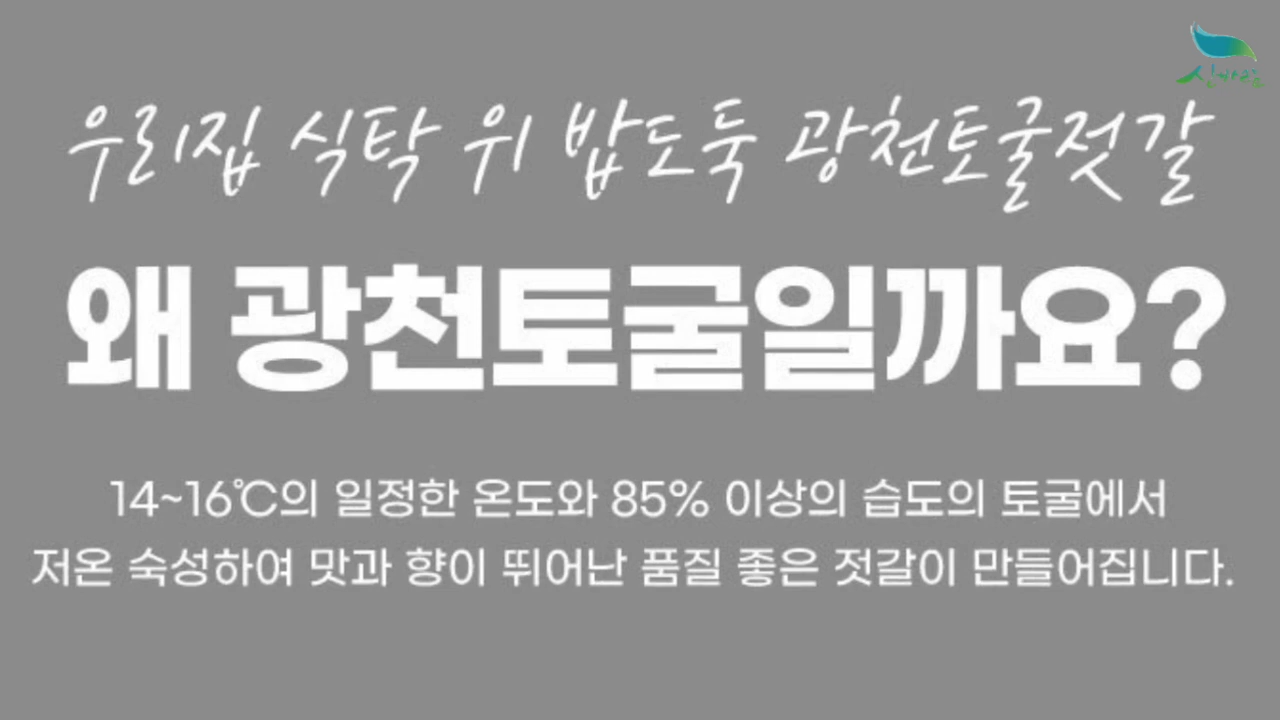 신바람
우리집 식탁 위 밥도둑 광천토굴젓갈
왜 광천토굴일까요?
14~16℃의 일정한 온도와 85% 이상의 습도의 토굴에서
저온 숙성하여 맛과 향이 뛰어난 품질 좋은 젓갈이 만들어집니다.